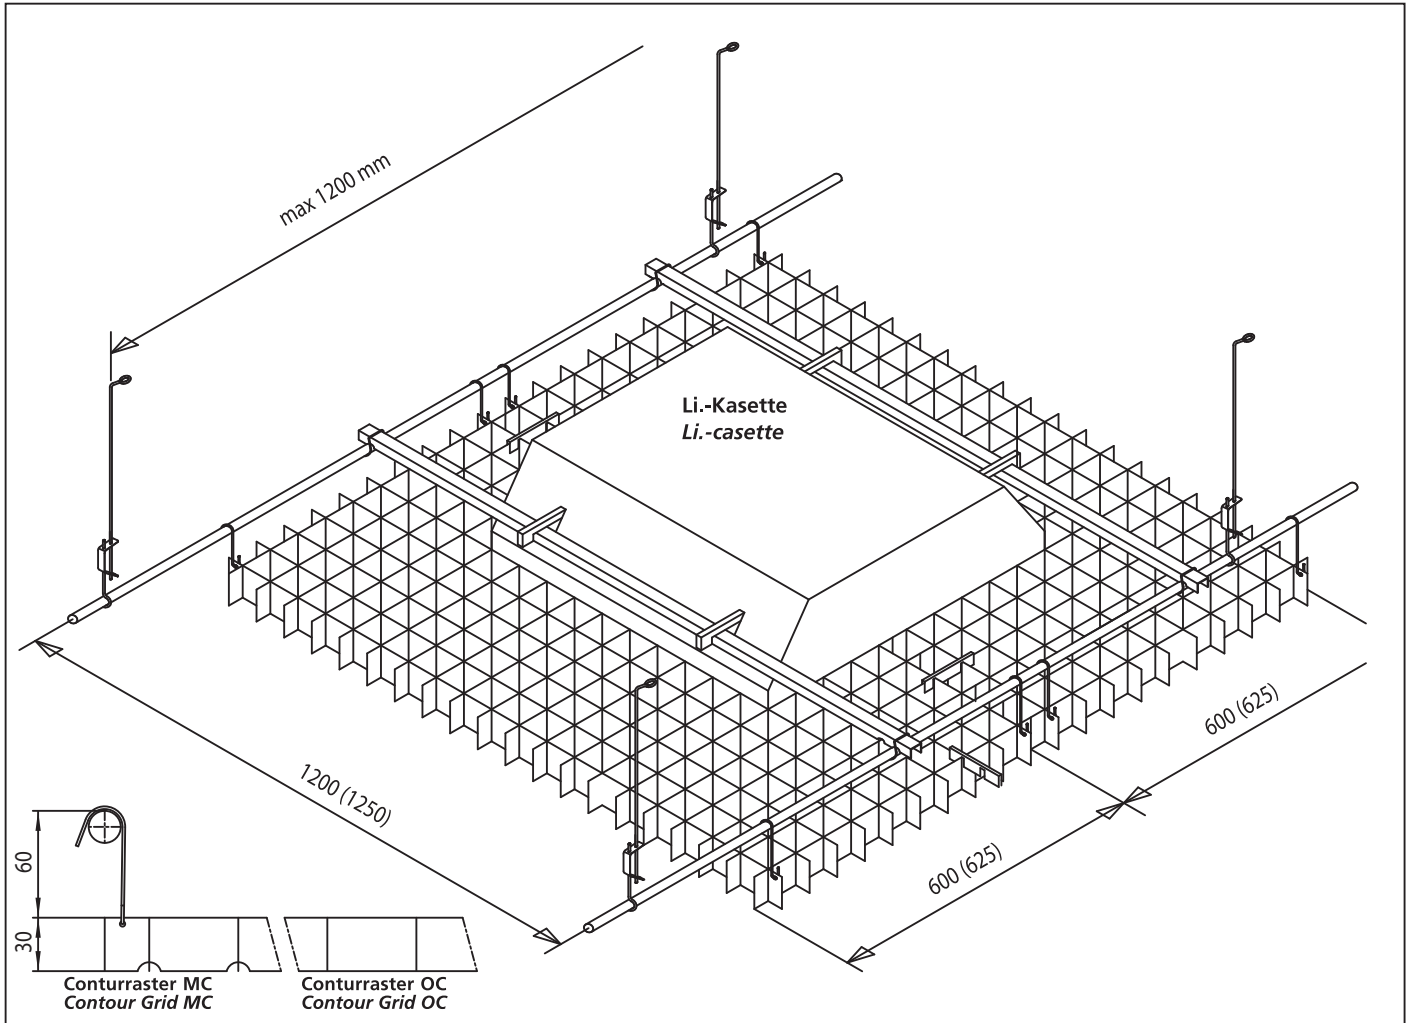 max 1200 mm
Li.-Kasette
Li.-casette
600 (625)
600 (625)
1200 (1250)
60
30
Conturraster MC
Contour Grid MC
Conturraster OC
Contour Grid OC